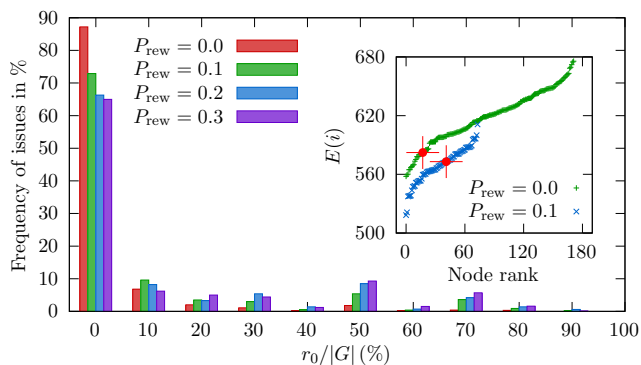 Frequency of issues in %
90
80
70
60
50
40
30
20
10
0
0 10 20 30 40 50 60 70 80 90 100
r₀/|G| (%)
P_rew = 0.0
P_rew = 0.1
P_rew = 0.2
P_rew = 0.3
E(i)
680
620
560
500
0 60 120 180
Node rank
P_rew = 0.0
P_rew = 0.1